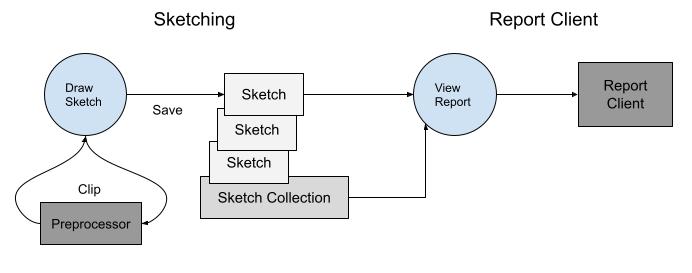 Sketching
Report Client
Draw
Sketch
Save
Sketch
Sketch
Sketch
Sketch Collection
View
Report
Report
Client
Clip
Preprocessor